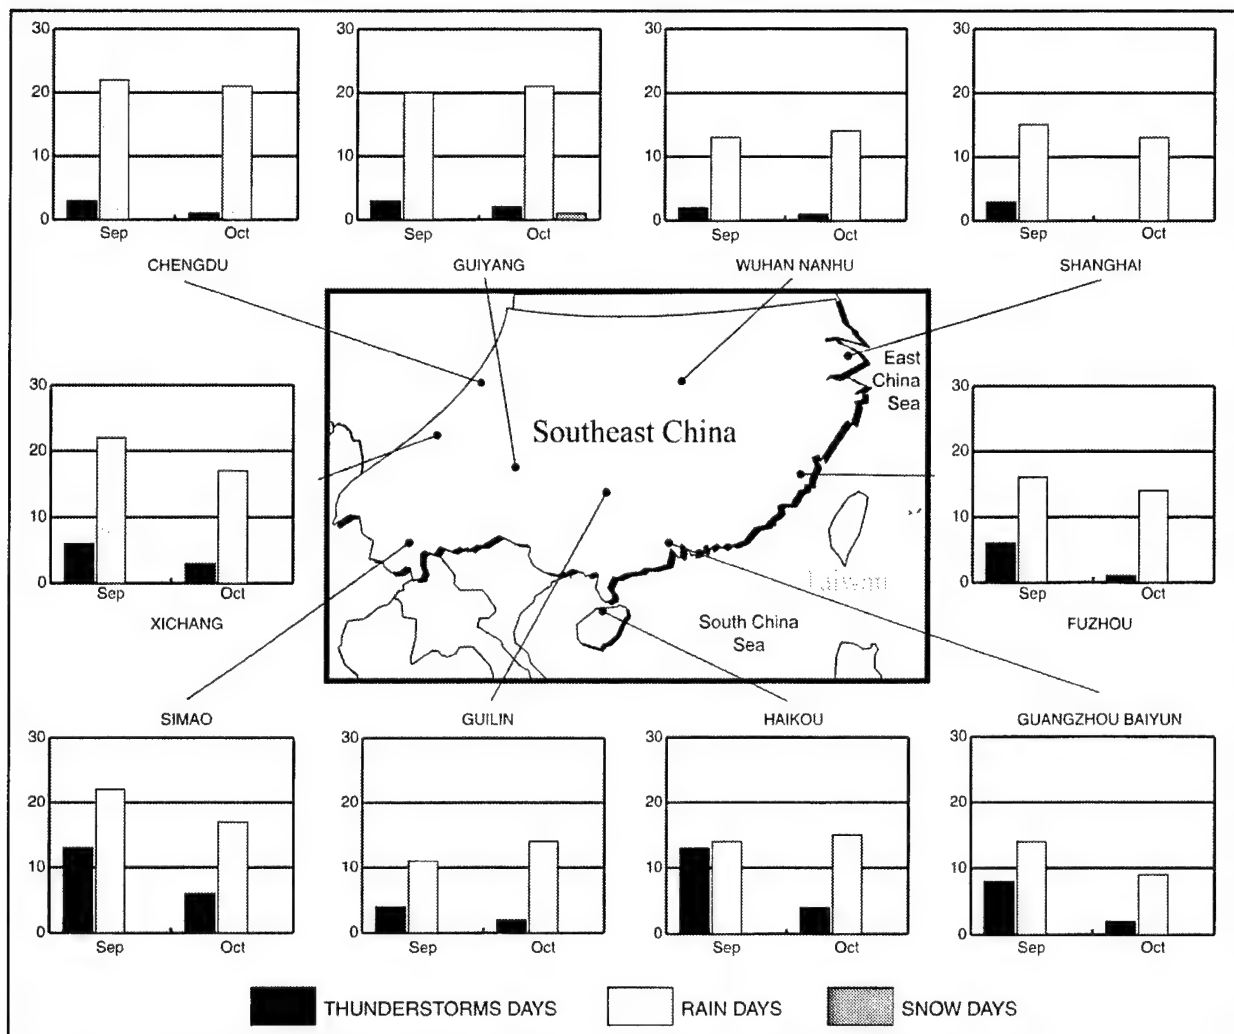 30
20
10
0
Sep
Oct
CHENGDU
30
20
10
0
Sep
Oct
GUIYANG
30
20
10
0
Sep
Oct
WUHAN NANHU
30
20
10
0
Sep
Oct
SHANGHAI
30
20
10
0
Sep
Oct
XICHANG
Southeast China
East
China
Sea
Taiwan
South China
Sea
30
20
10
0
Sep
Oct
FUZHOU
SIMAO
30
20
10
0
Sep
Oct
GUILIN
30
20
10
0
Sep
Oct
HAIKOU
30
20
10
0
Sep
Oct
GUANGZHOU BAIYUN
30
20
10
0
Sep
Oct
THUNDERSTORMS DAYS
RAIN DAYS
SNOW DAYS